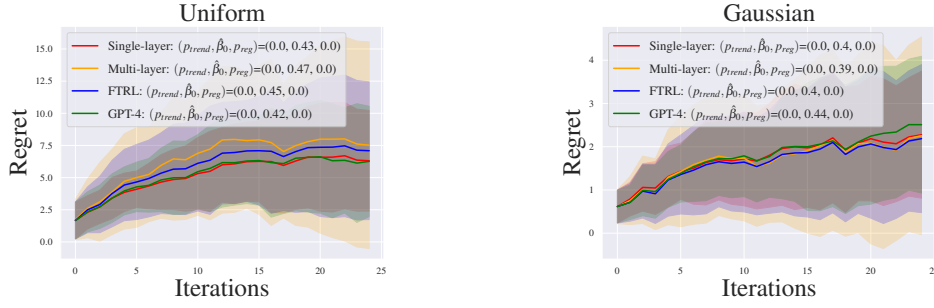 Uniform
Regret
15.0
12.5
10.0
7.5
5.0
2.5
0.0
Single-layer: (p_trend, β̂_0, p_reg)=(0.0, 0.43, 0.0)
Multi-layer: (p_trend, β̂_0, p_reg)=(0.0, 0.47, 0.0)
FTRL: (p_trend, β̂_0, p_reg)=(0.0, 0.45, 0.0)
GPT-4: (p_trend, β̂_0, p_reg)=(0.0, 0.42, 0.0)
0 5 10 15 20 25
Iterations
Gaussian
Regret
4
3
2
1
0
Single-layer: (p_trend, β̂_0, p_reg)=(0.0, 0.4, 0.0)
Multi-layer: (p_trend, β̂_0, p_reg)=(0.0, 0.39, 0.0)
FTRL: (p_trend, β̂_0, p_reg)=(0.0, 0.4, 0.0)
GPT-4: (p_trend, β̂_0, p_reg)=(0.0, 0.44, 0.0)
0 5 10 15 20 25
Iterations